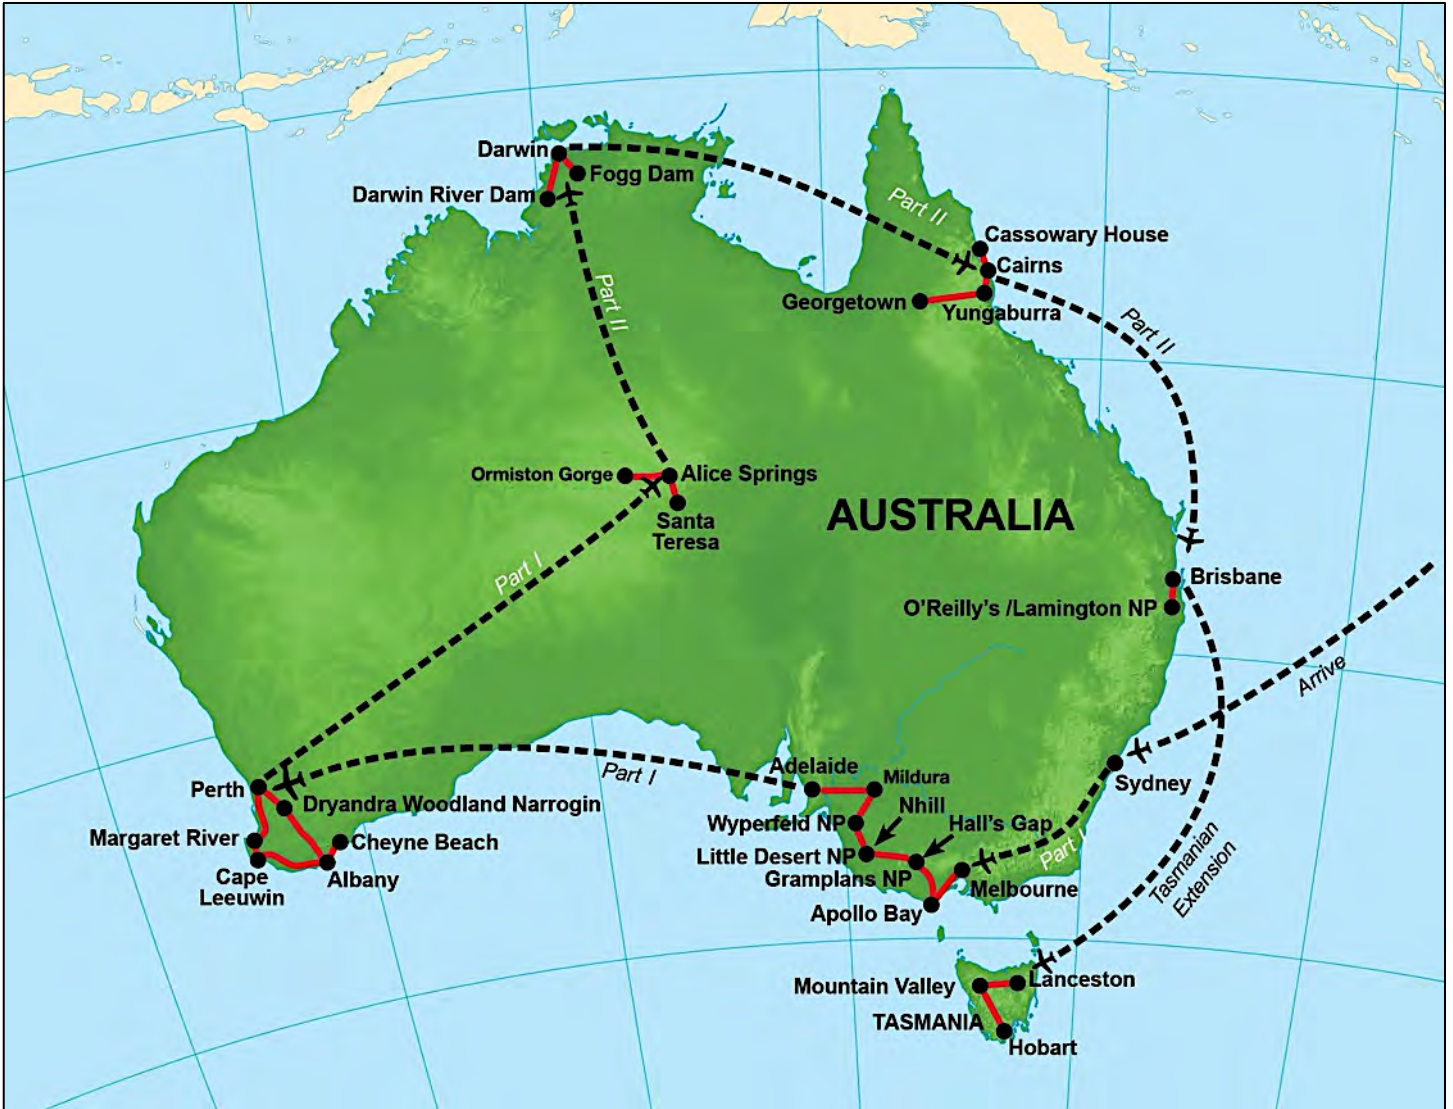 Darwin
Fogg Dam
Darwin River Dam
Part II
Cassowary House
Cairns
Georgetown
Yungaburra
Part II
Part II
Ormiston Gorge
Alice Springs
Santa
Teresa
AUSTRALIA
Part I
Brisbane
O'Reilly's /Lamington NP
Arrive
Sydney
Part I
Adelaide
Mildura
Nhill
Wyperfeld NP
Hall's Gap
Little Desert NP
Gramplans NP
Part I
Melbourne
Apollo Bay
Perth
Dryandra Woodland Narrogin
Margaret River
Cheyne Beach
Cape
Leeuwin
Albany
Tasmanian
Extension
Mountain Valley
Lanceston
TASMANIA
Hobart